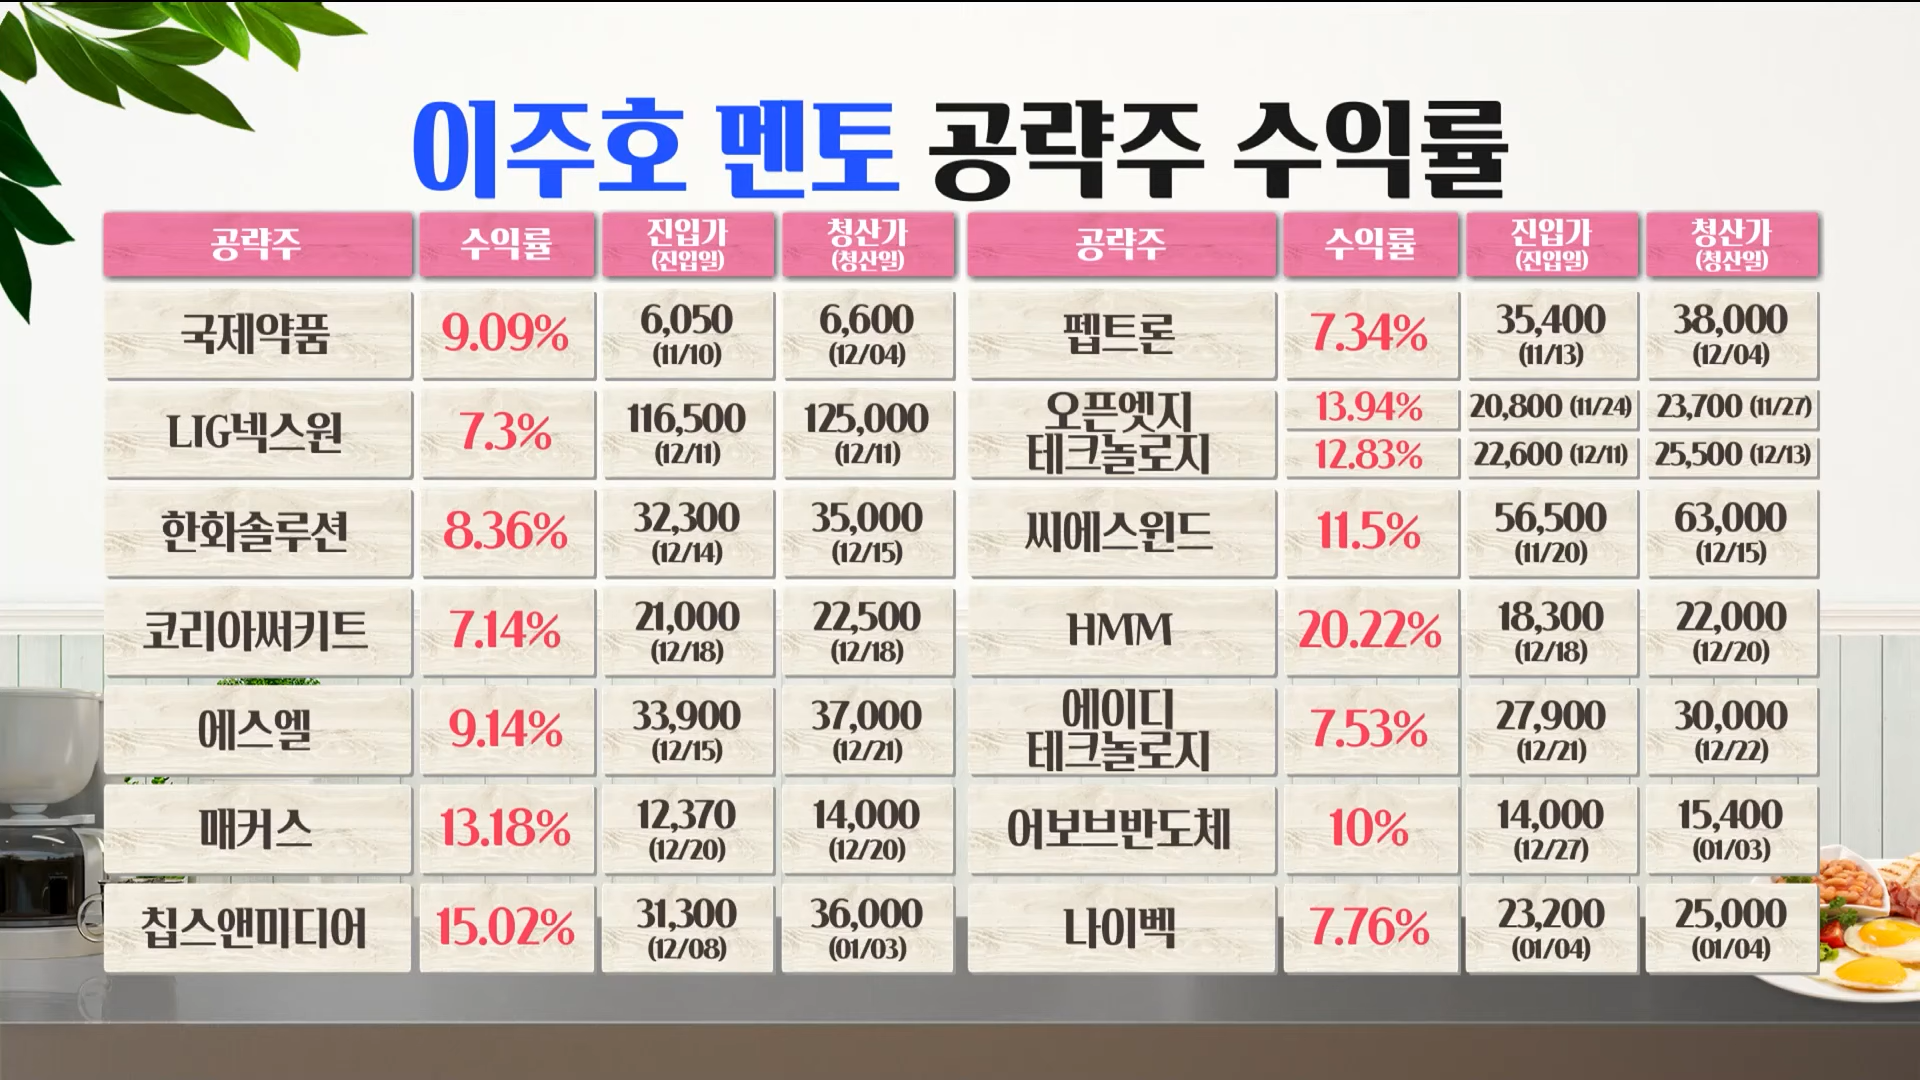 이주호 멘토 공략주 수익률
공략주 수익률 진입가 (진입일) 청산가 (청산일) 공략주 수익률 진입가 (진입일) 청산가 (청산일)
국제약품 9.09% 6,050 (11/10) 6,600 (12/04) 펩트론 7.34% 35,400 (11/13) 38,000 (12/04)
LIG넥스원 7.3% 116,500 (12/11) 125,000 (12/11) 오픈엣지 테크놀로지 13.94% 20,800 (11/24) 23,700 (11/27)
12.83% 22,600 (12/11) 25,500 (12/13)
한화솔루션 8.36% 32,300 (12/14) 35,000 (12/15) 씨에스윈드 11.5% 56,500 (11/20) 63,000 (12/15)
코리아써키트 7.14% 21,000 (12/18) 22,500 (12/18) HMM 20.22% 18,300 (12/18) 22,000 (12/20)
에스엘 9.14% 33,900 (12/15) 37,000 (12/21) 에이디 테크놀로지 7.53% 27,900 (12/21) 30,000 (12/22)
매커스 13.18% 12,370 (12/20) 14,000 (12/20) 어보브반도체 10% 14,000 (12/27) 15,400 (01/03)
칩스앤미디어 15.02% 31,300 (12/08) 36,000 (01/03) 나이벡 7.76% 23,200 (01/04) 25,000 (01/04)